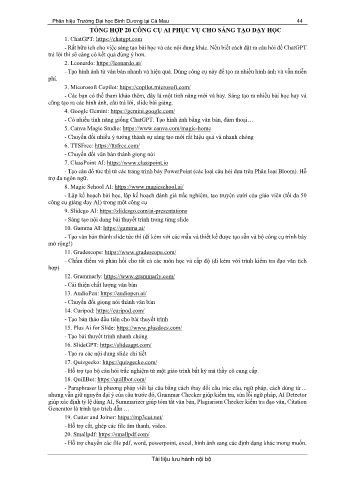 Phân hiệu Trường Đại học Bình Dương tại Cà Mau 44
TỔNG HỢP 20 CÔNG CỤ AI PHỤC VỤ CHO SÁNG TẠO DẠY HỌC
1. ChatGPT: https://chatgpt.com
- Rất hữu ích cho việc sáng tạo bài học và các nội dung khác. Nếu biết cách đặt ra câu hỏi để ChatGPT
trả lời thì sẽ càng có kết quả đúng ý hơn.
2. Leonardo: https://leonardo.ai/
- Tạo hình ảnh từ văn bản nhanh và hiệu quả. Dùng công cụ này để tạo ra nhiều hình ảnh và vẫn miễn
phí.
3. Micorosoft Copilot: https://copilot.microsoft.com/
- Các bạn có thể tham khảo thêm, đây là một tính năng mới và hay. Sáng tạo ra nhiều bài học hay và
cũng tạo ra các hình ảnh, câu trả lời, slide bài giảng.
4. Google Gemini: https://gemini.google.com/
- Có nhiều tính năng giống ChatGPT. Tạo hình ảnh bằng văn bản, đàm thoại…
5. Canva Magic Studio: https://www.canva.com/magic-home
- Chuyển đổi nhiều ý tưởng thành sự sáng tạo mới rất hiệu quả và nhanh chóng
6. TTSFree: https://ttsfree.com/
- Chuyển đổi văn bản thành giọng nói
7. ClassPoint AI: https://www.classpoint.io
- Tạo câu đố tức thì từ các trang trình bày PowerPoint (các loại câu hỏi dựa trên Phân loại Bloom). Hỗ
trợ đa ngôn ngữ.
8. Magic School AI: https://www.magicschool.ai/
- Lập kế hoạch bài học, lập kế hoạch đánh giá trắc nghiệm, tạo truyện cười của giáo viên (tối đa 50
công cụ giảng dạy AI) trong một công cụ
9. Slidego AI: https://slidesgo.com/ai-presentations
- Sáng tạo nội dung bài thuyết trình trong từng slide
10. Gamma AI: https://gamma.ai/
- Tạo văn bản thành slide tức thì (đi kèm với các mẫu và thiết kế được tạo sẵn và bộ công cụ trình bày
mở rộng!)
11. Gradescope: https://www.gradescope.com/
- Chấm điểm và phản hồi cho tất cả các môn học và cấp độ (đi kèm với trình kiểm tra đạo văn tích
hợp)
12. Grammarly: https://www.grammarly.com/
- Cải thiện chất lượng văn bản
13. AudioPen: https://audiopen.ai/
- Chuyển đổi giọng nói thành văn bản
14. Curipod: https://curipod.com/
- Tạo bản thảo đầu tiên cho bài thuyết trình
15. Plus Ai for Slide: https://www.plusdocs.com/
- Tạo bài thuyết trình nhanh chóng
16. SlideGPT: https://slidesgpt.com/
- Tạo ra các nội dung slide chi tiết
17. Quizgecko: https://quizgecko.com/
- Hỗ trợ tạo bộ câu hỏi trắc nghiệm từ một giáo trình bất kỳ mà thầy cô cung cấp.
18. QuillBot: https://quillbot.com/
- Paraphraser là phương pháp viết lại câu bằng cách thay đổi cấu trúc câu, ngữ pháp, cách dùng từ ...
nhưng vẫn giữ nguyên đại ý của câu trước đó, Grammar Checker giúp kiểm tra, sửa lỗi ngữ pháp, AI Detector
giúp xác định tỷ lệ dùng AI, Summarizer giúp tóm tắt văn bản, Plagiarism Checker kiểm tra đạo văn, Citation
Generator là trình tạo trích dẫn …
19. Cutter and Joiner: https://mp3cut.net/
- Hỗ trợ cắt, ghép các file âm thanh, video.
20. Smallpdf: https://smallpdf.com/
- Hỗ trợ chuyển các file pdf, word, powerpoint, excel, hình ảnh sang các định dạng khác mong muốn.
Tài liệu lưu hành nội bộ